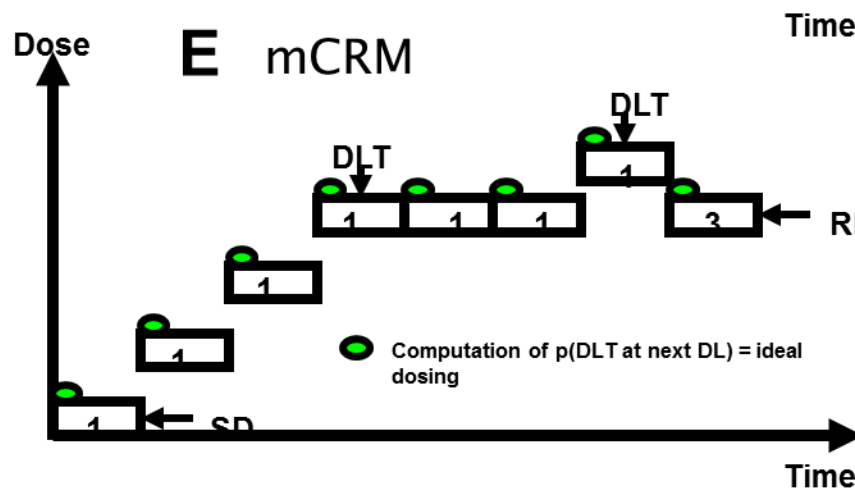 Time
Dose
E mCRM
DLT
DLT
1
1
1
1
1
3
1
1
Computation of p(DLT at next DL) = ideal
dosing
1
SD
Time